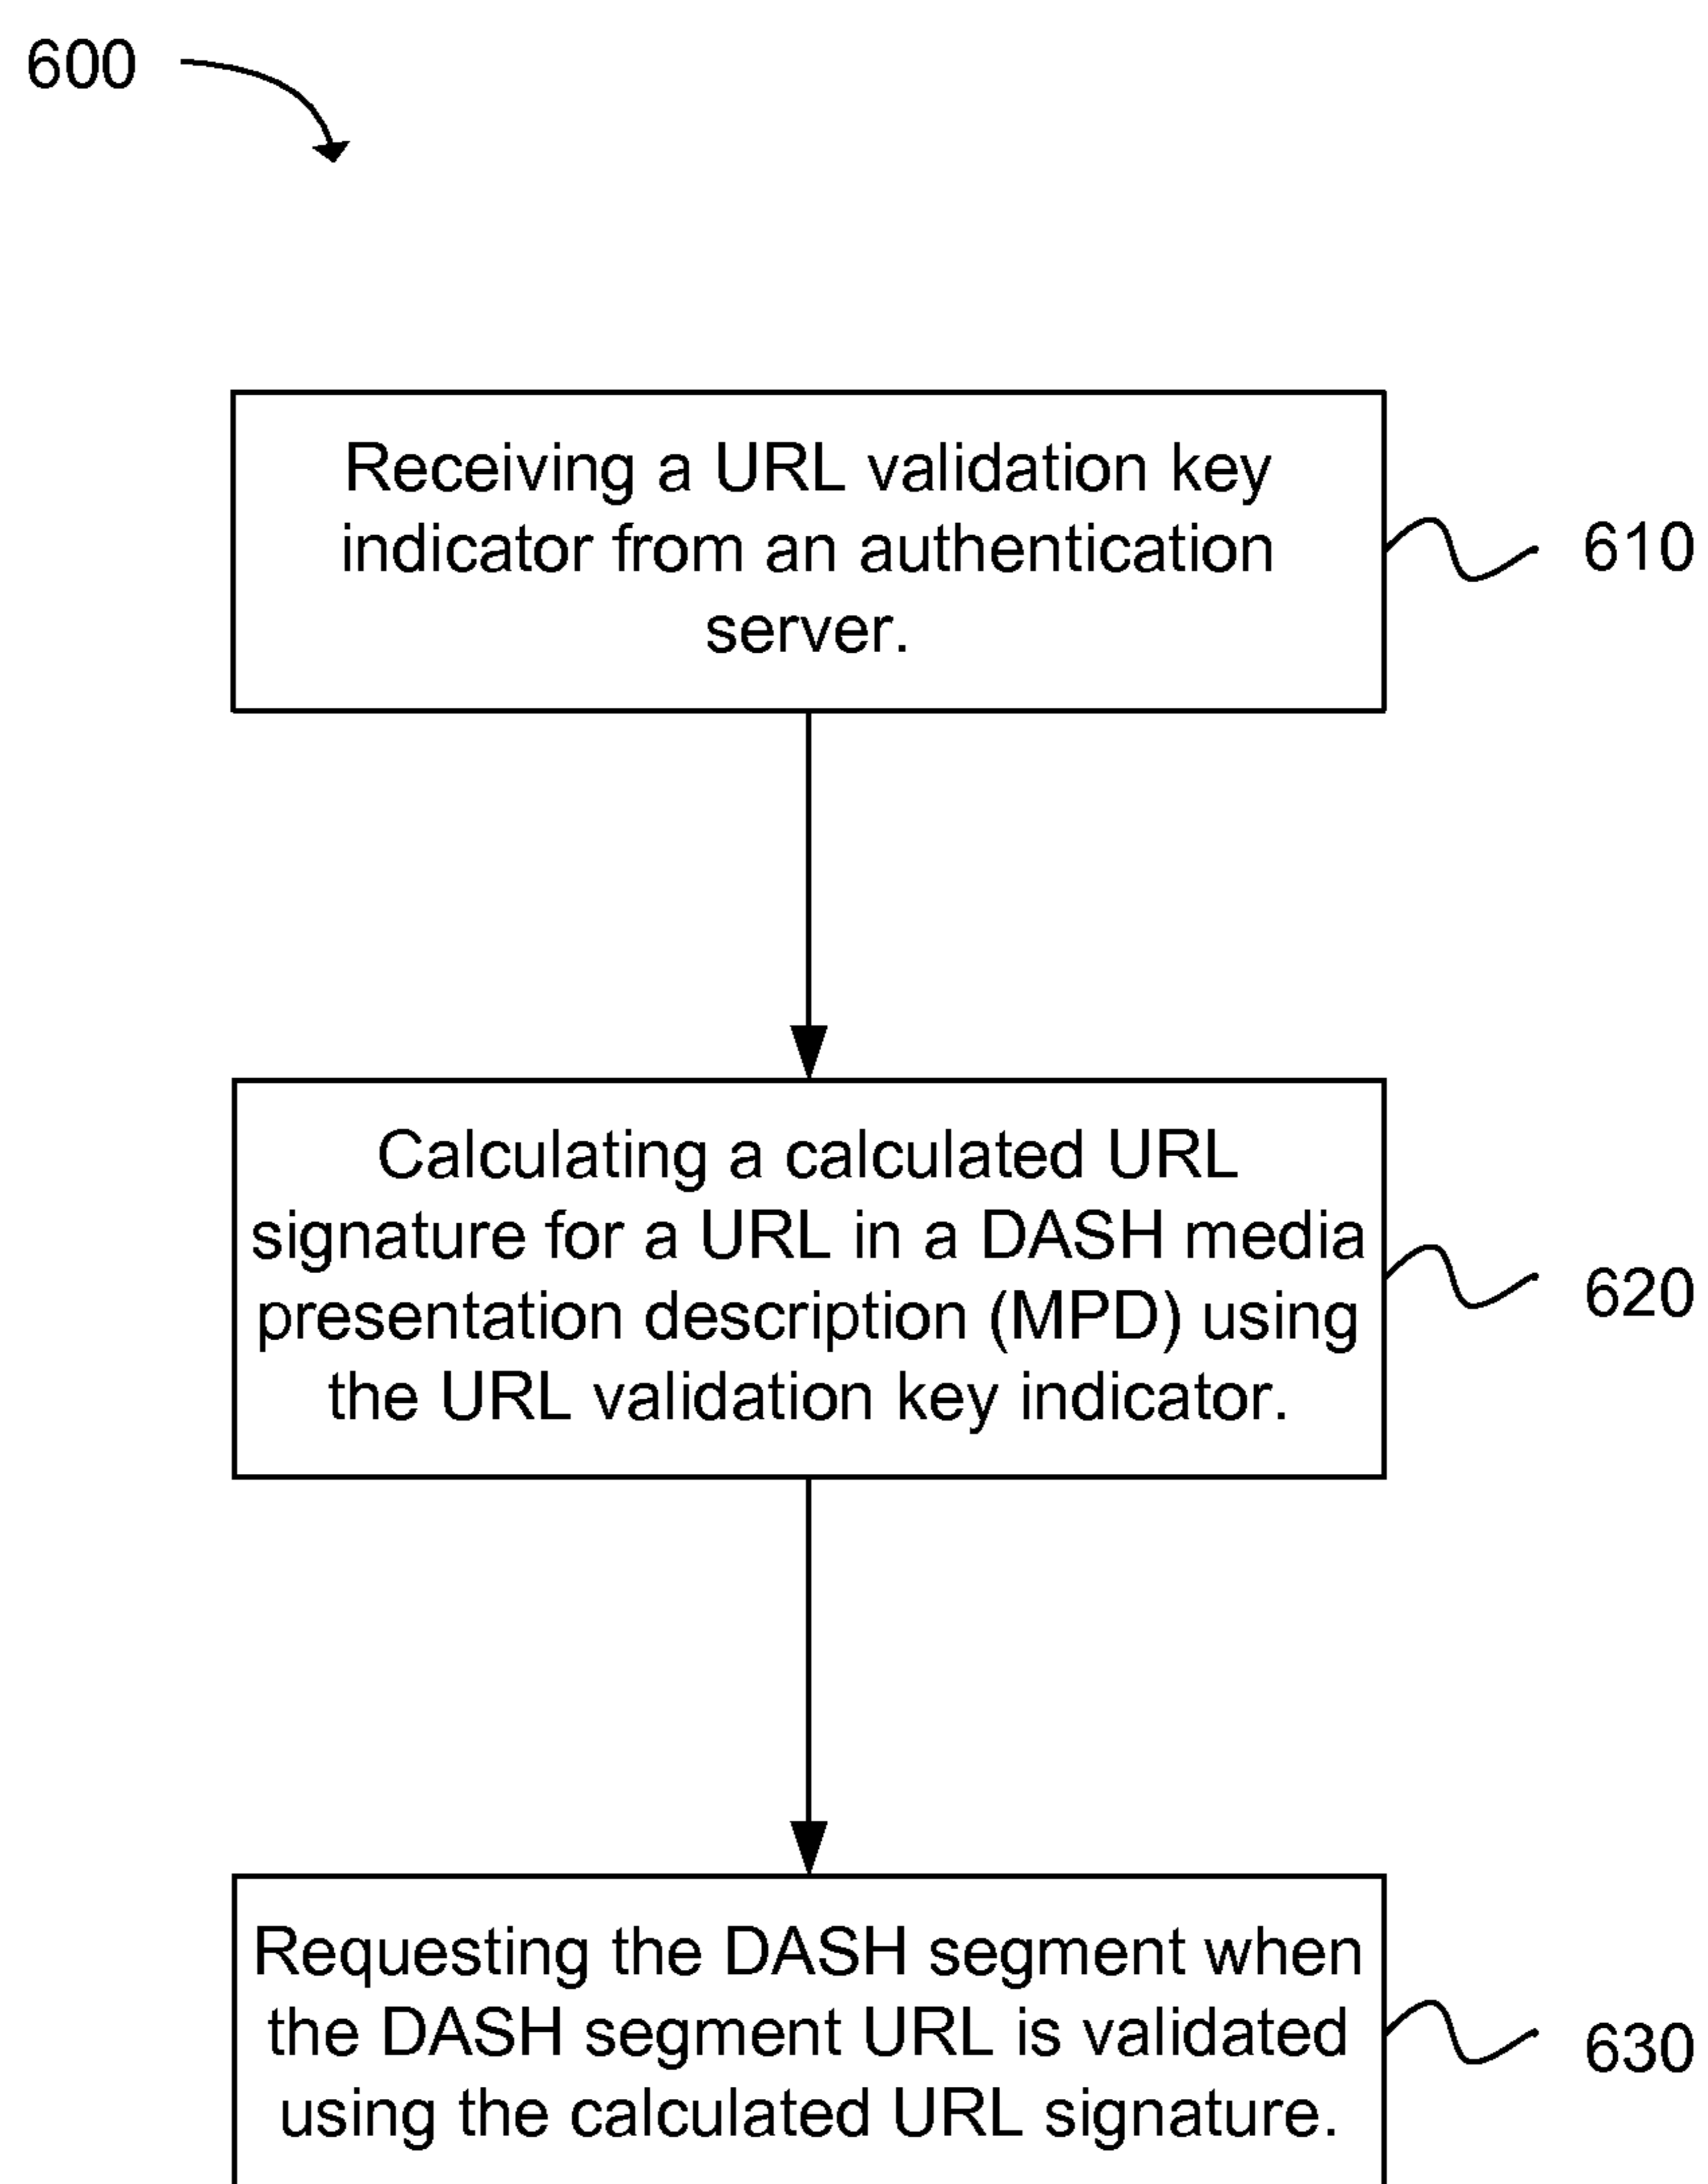 600
Receiving a URL validation key
indicator from an authentication
server.
610
Calculating a calculated URL
signature for a URL in a DASH media
presentation description (MPD) using
the URL validation key indicator.
620
Requesting the DASH segment when
the DASH segment URL is validated
using the calculated URL signature.
630